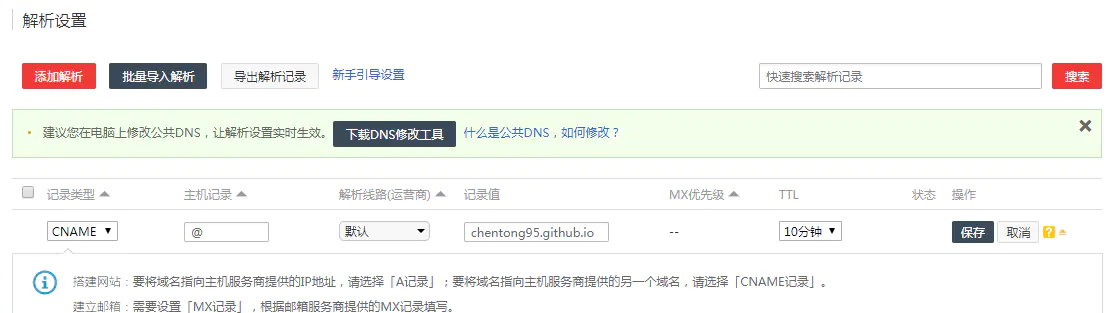 解析设置
添加解析 批量导入解析 导出解析记录 新手引导设置 快速搜索解析记录 搜索
建议您在电脑上修改公共DNS，让解析设置实时生效。 下载DNS修改工具 什么是公共DNS，如何修改？
记录类型 主机记录 解析线路(运营商) 记录值 MX优先级 TTL 状态 操作
CNAME @ 默认 chentong95.github.io -- 10分钟 保存 取消 ?
搭建网站：要将域名指向主机服务商提供的IP地址，请选择「A记录」；要将域名指向主机服务商提供的另一个域名，请选择「CNAME记录」。
建立邮箱：需要设置「MX记录」，根据邮箱服务商提供的MX记录填写。